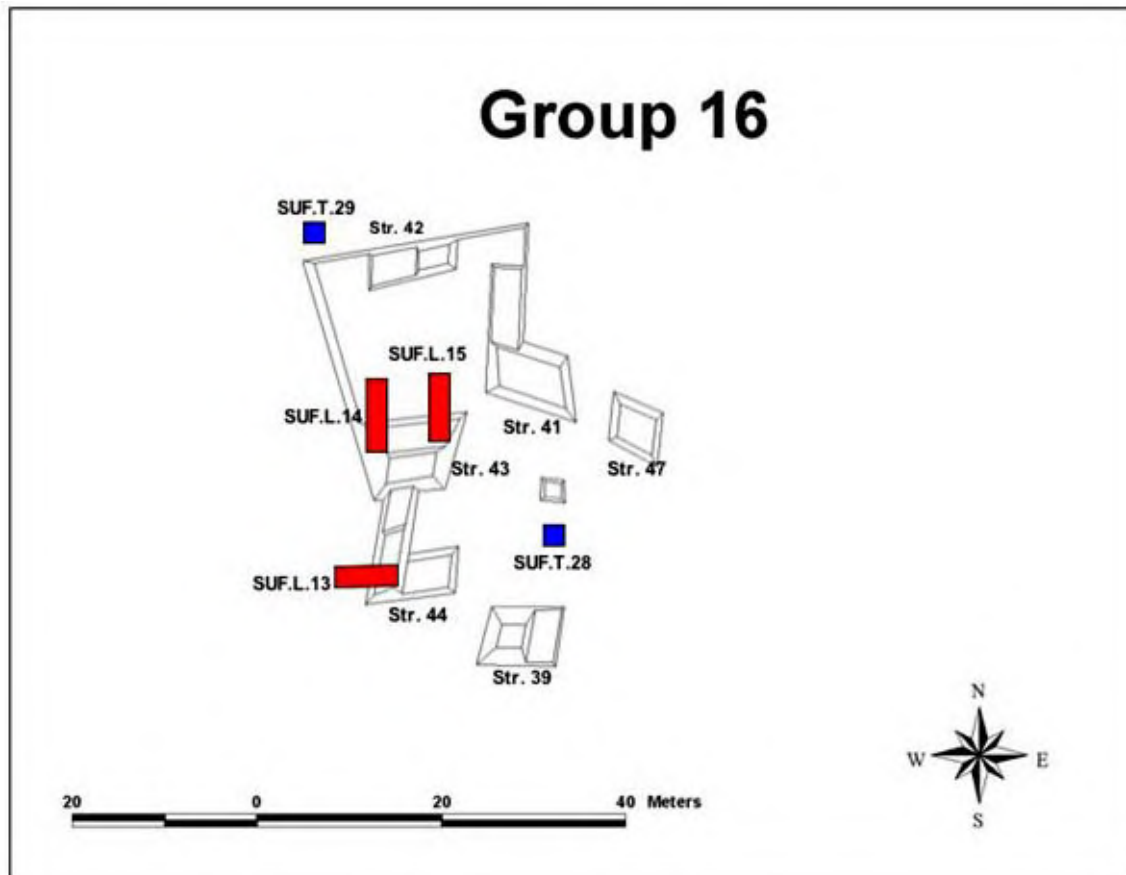 Group 16
SUF.T.29
Str. 42
SUF.L.15
SUF.L.14
Str. 41
Str. 43
Str. 47
SUF.T.28
SUF.L.13
Str. 44
Str. 39
N
W E
S
20 0 20 40 Meters